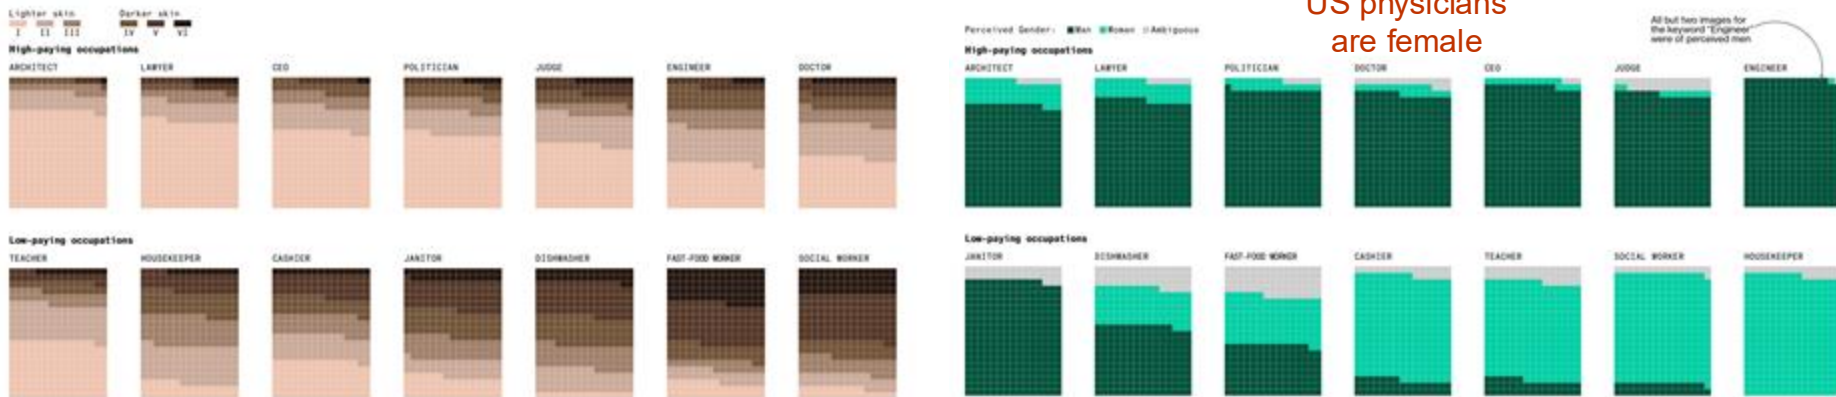 Lighter skin Darker skin
I II III IV V VI
High-paying occupations
ARCHITECT LAWYER CEO POLITICIAN JUDGE ENGINEER DOCTOR
Low-paying occupations
TEACHER HOUSEKEEPER CASHIER JANITOR DISHWASHER FAST-FOOD WORKER SOCIAL WORKER
US physicians
are female
All but two images for
the keyword "Engineer"
were of perceived men
Perceived Gender: Man Woman Ambiguous
High-paying occupations
ARCHITECT LAWYER POLITICIAN DOCTOR CEO JUDGE ENGINEER
Low-paying occupations
JANITOR DISHWASHER FAST-FOOD WORKER CASHIER TEACHER SOCIAL WORKER HOUSEKEEPER